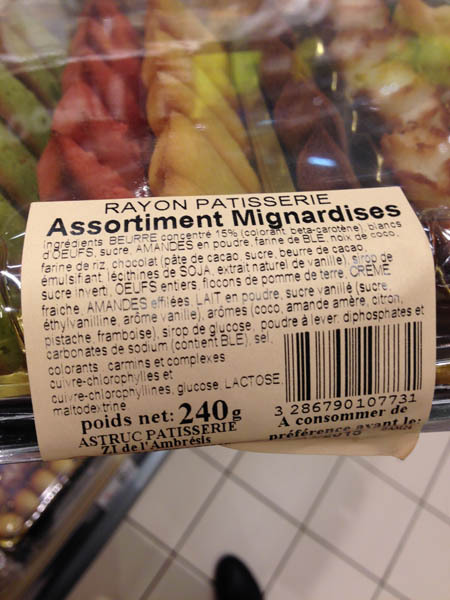 RAYON PATISSERIE
Assortiment Mignardises
Ingrédients BEURRE concentré 15% (colorant beta-carotène), blancs
d'OEUFS, sucre, AMANDES en poudre, farine de BLE, noix de coco,
farine de riz, chocolat (pâte de cacao, sucre, beurre de cacao,
émulsifiant, lécithines de SOJA, extrait naturel de vanille), sirop de
sucre inverti, OEUFS entiers, flocons de pomme de terre, CREME
fraiche, AMANDES effilées, LAIT en poudre, sucre vanillé (sucre,
éthylvanilline, arôme vanille), arômes (coco, amande amère, citron,
pistache, framboise), sirop de glucose, poudre à lever: diphosphates et
carbonates de sodium (contient BLE), sel,
colorants carmins et complexes
cuivre-chlorophylles et
cuivre-chlorophyllines, glucose, LACTOSE,
maltodextrine
3 286790107731
poids net: 240g
A consommer de
ASTRUC PATISSERIE
préférence avant le:
ZI de l'Ambrésis